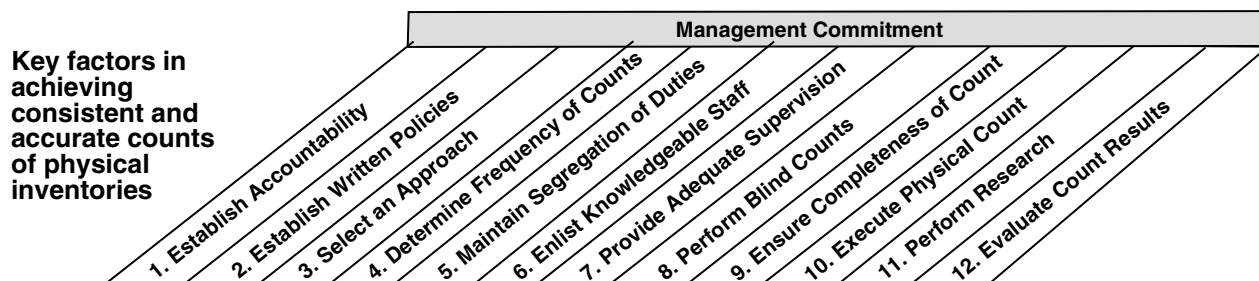 Management Commitment
Key factors in
achieving
consistent and
accurate counts
of physical
inventories
1. Establish Accountability
2. Establish Written Policies
3. Select an Approach
4. Determine Frequency of Counts
5. Maintain Segregation of Duties
6. Enlist Knowledgeable Staff
7. Provide Adequate Supervision
8. Perform Blind Counts
9. Ensure Completeness of Count
10. Execute Physical Count
11. Perform Research
12. Evaluate Count Results